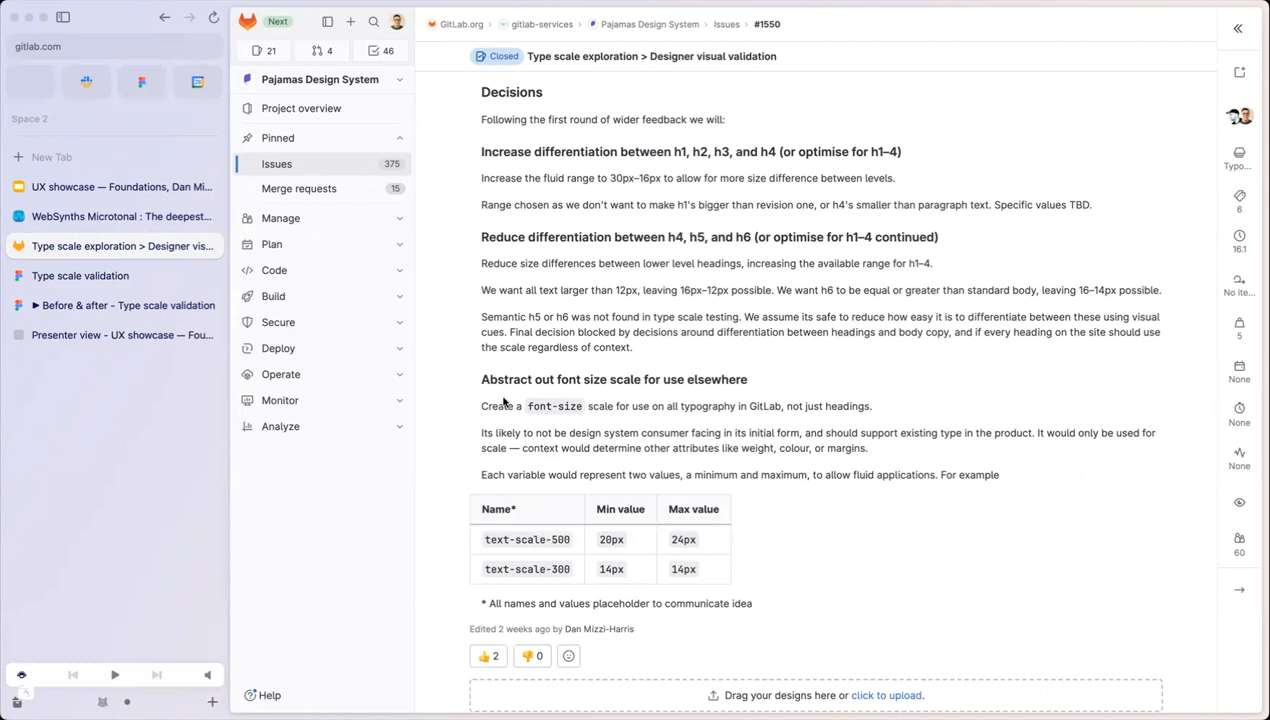 gitlab.com
Space 2
New Tab
UX showcase — Foundations, Dan Mi...
WebSynths Microtonal : The deepest...
Type scale exploration > Designer vis...
Type scale validation
▶ Before & after - Type scale validation
Presenter view - UX showcase — Fou...
Next
21
4
46
Pajamas Design System
Project overview
Pinned
Issues 375
Merge requests 15
Manage
Plan
Code
Build
Secure
Deploy
Operate
Monitor
Analyze
Help
GitLab.org > gitlab-services > Pajamas Design System > Issues > #1550
Closed Type scale exploration > Designer visual validation
Decisions
Following the first round of wider feedback we will:
Increase differentiation between h1, h2, h3, and h4 (or optimise for h1–4)
Increase the fluid range to 30px–16px to allow for more size difference between levels.
Range chosen as we don't want to make h1's bigger than revision one, or h4's smaller than paragraph text. Specific values TBD.
Reduce differentiation between h4, h5, and h6 (or optimise for h1–4 continued)
Reduce size differences between lower level headings, increasing the available range for h1–4.
We want all text larger than 12px, leaving 16px–12px possible. We want h6 to be equal or greater than standard body, leaving 16–14px possible.
Semantic h5 or h6 was not found in type scale testing. We assume its safe to reduce how easy it is to differentiate between these using visual
cues. Final decision blocked by decisions around differentiation between headings and body copy, and if every heading on the site should use
the scale regardless of context.
Abstract out font size scale for use elsewhere
Create a font-size scale for use on all typography in GitLab, not just headings.
Its likely to not be design system consumer facing in its initial form, and should support existing type in the product. It would only be used for
scale — context would determine other attributes like weight, colour, or margins.
Each variable would represent two values, a minimum and maximum, to allow fluid applications. For example
Name* Min value Max value
text-scale-500 20px 24px
text-scale-300 14px 14px
* All names and values placeholder to communicate idea
Edited 2 weeks ago by Dan Mizzi-Harris
👍 2 👎 0
Drag your designs here or click to upload.
Typo...
6
16.1
No ite...
5
None
None
None
60